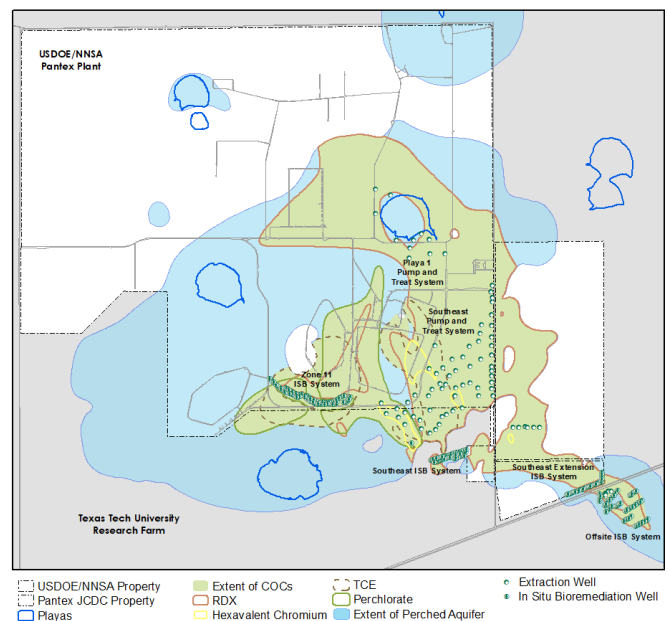 USDOE/NNSA
Pantex Plant
Playa 1
Pump and
Treat System
Southeast
Pump and
Treat System
Zone 11
ISB System
Southeast ISB System
Southeast Extension
ISB System
Offsite ISB System
Texas Tech University
Research Farm
USDOE/NNSA Property
Pantex JCDC Property
Playas
Extent of COCs
RDX
Hexavalent Chromium
TCE
Perchlorate
Extent of Perched Aquifer
Extraction Well
In Situ Bioremediation Well